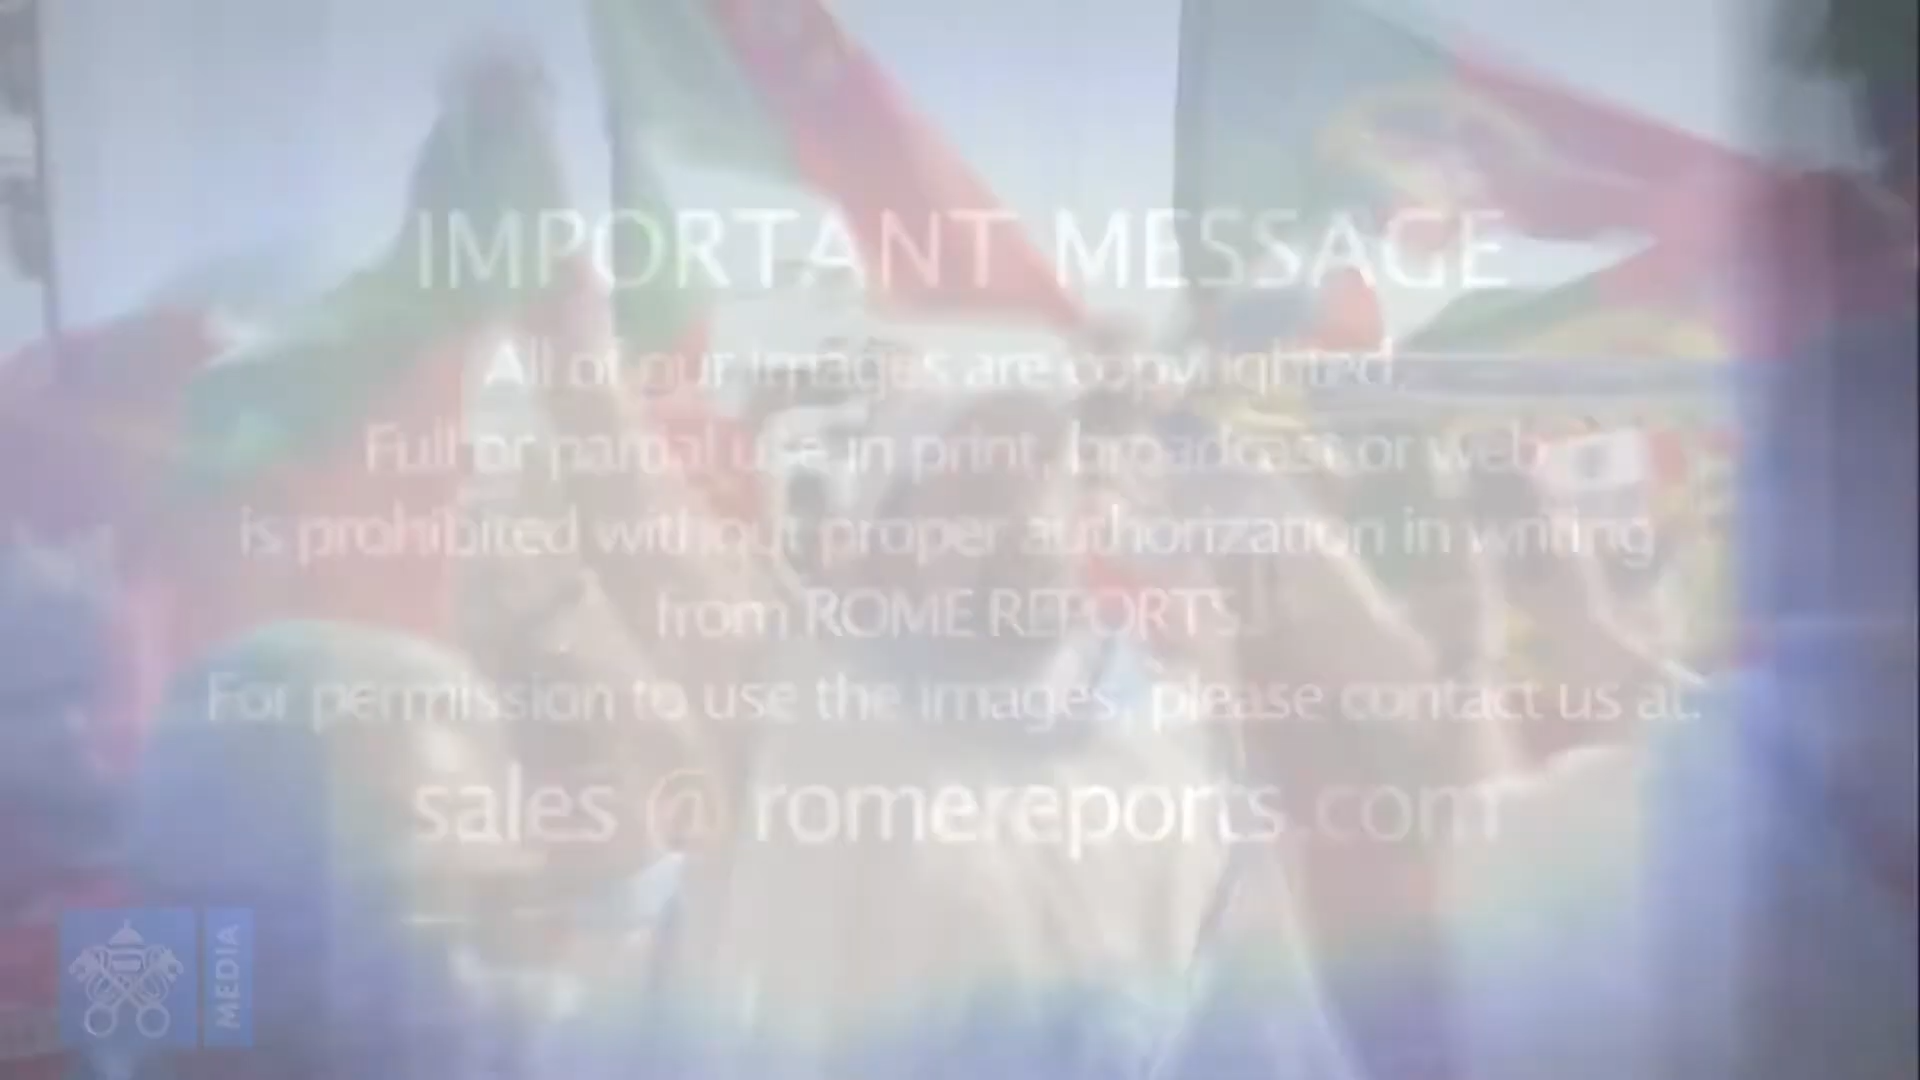 IMPORTANT MESSAGE
All of our images are copyrighted.
Full or partial use in print, broadcast or web
is prohibited without proper authorization in writing
from ROME REPORTS.
For permission to use the images, please contact us at:
sales @ romereports.com
MEDIA